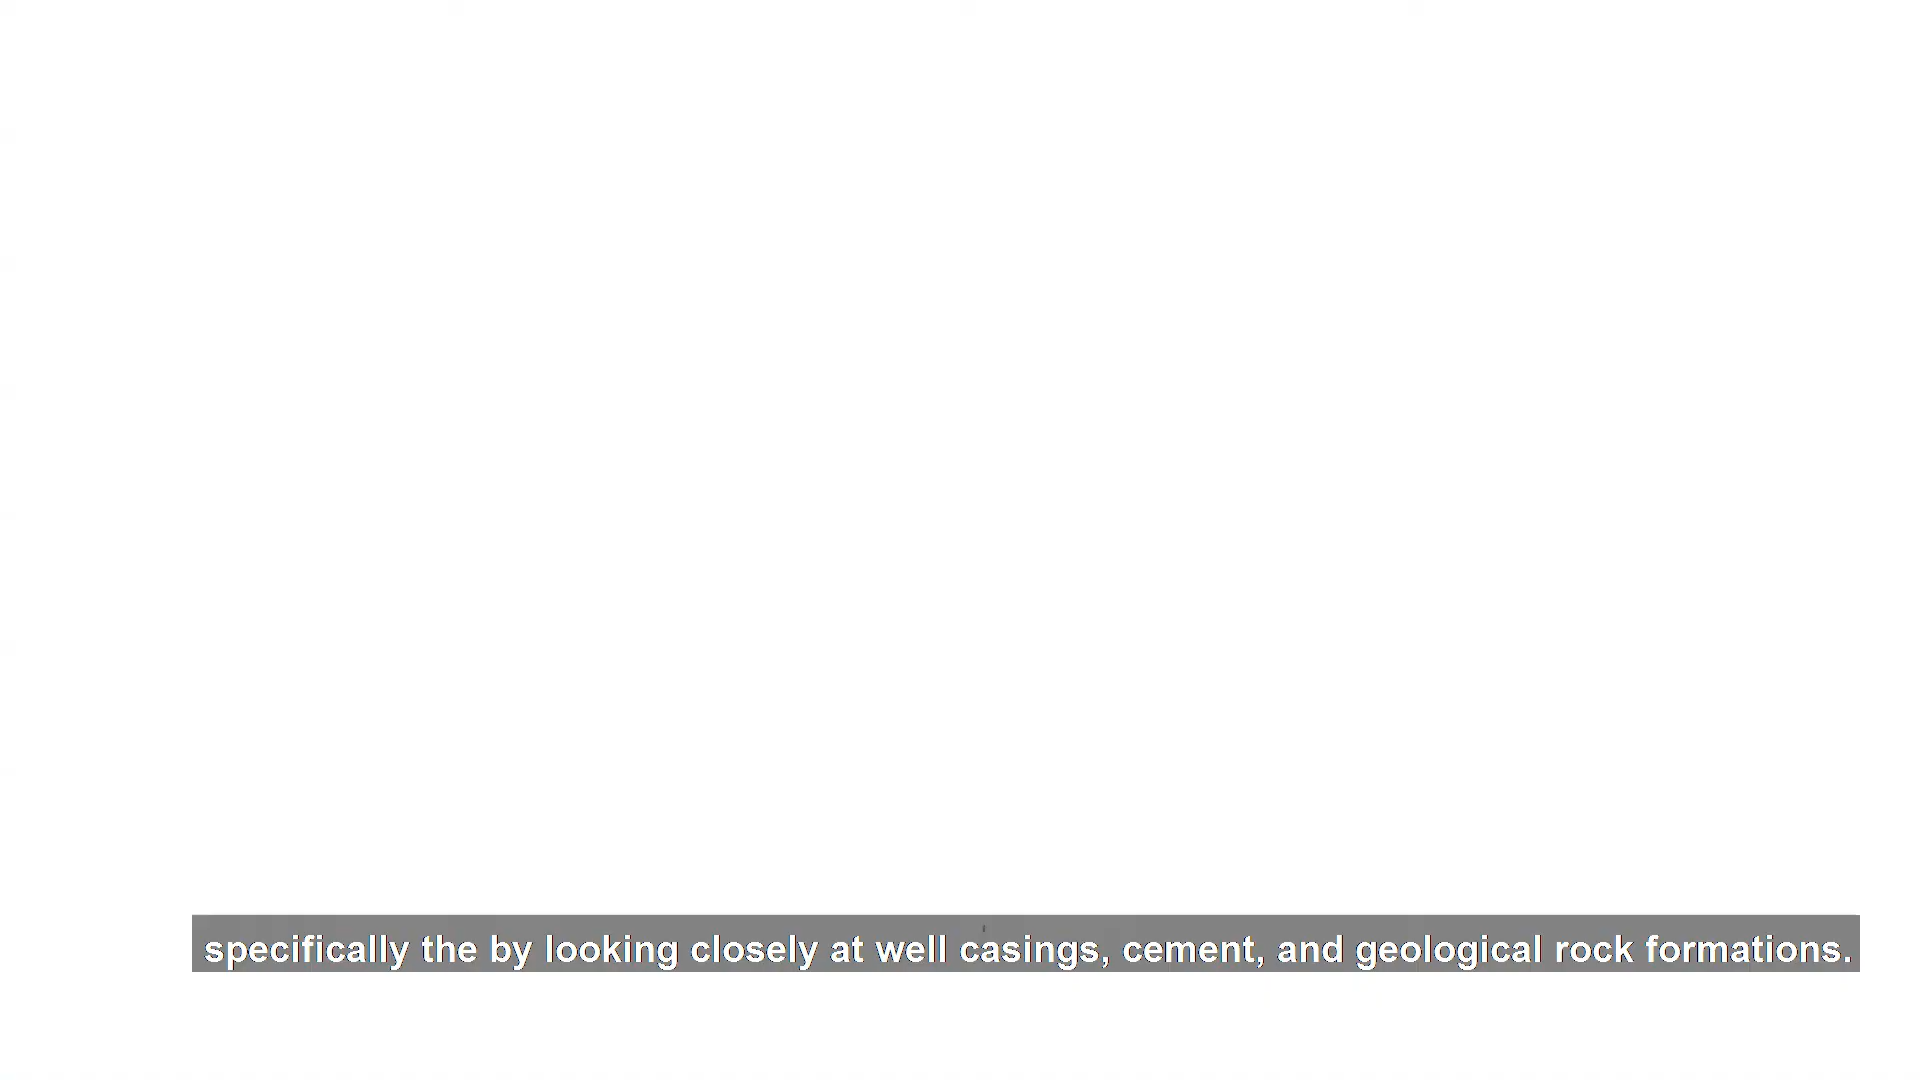 specifically the by looking closely at well casings, cement, and geological rock formations.